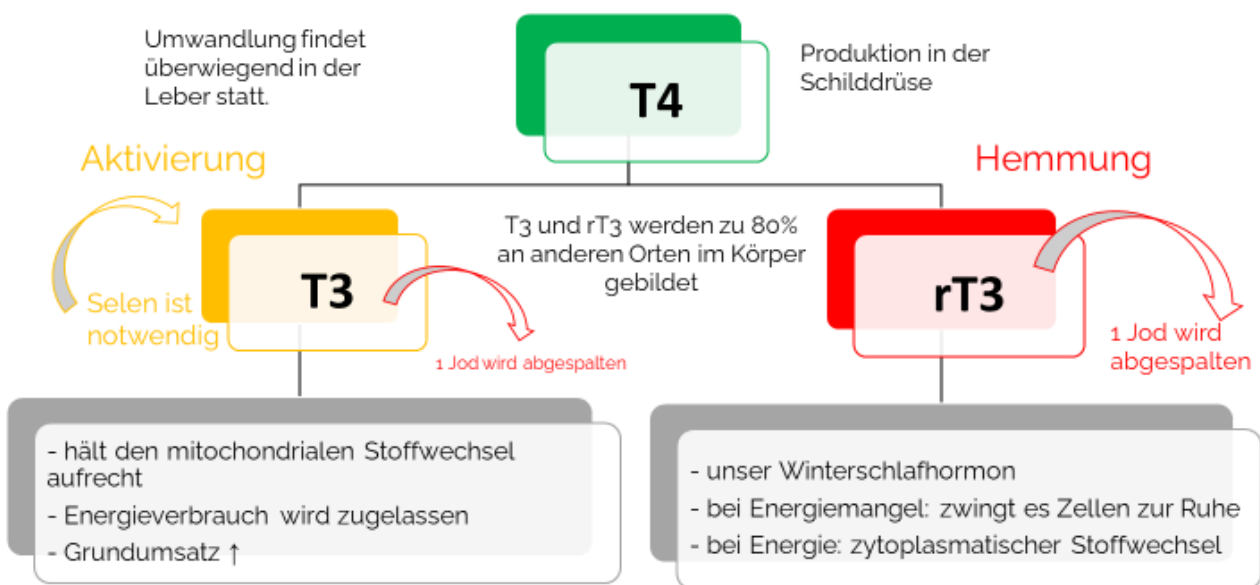 Umwandlung findet
überwiegend in der
Leber statt.
T4
Produktion in der
Schilddrüse
Aktivierung
Hemmung
T3 und rT3 werden zu 80%
an anderen Orten im Körper
gebildet
Selen ist
notwendig
T3
1 Jod wird abgespalten
rT3
1 Jod wird
abgespalten
- hält den mitochondrialen Stoffwechsel
aufrecht
- Energieverbrauch wird zugelassen
- Grundumsatz ↑
- unser Winterschlafhormon
- bei Energiemangel: zwingt es Zellen zur Ruhe
- bei Energie: zytoplasmatischer Stoffwechsel